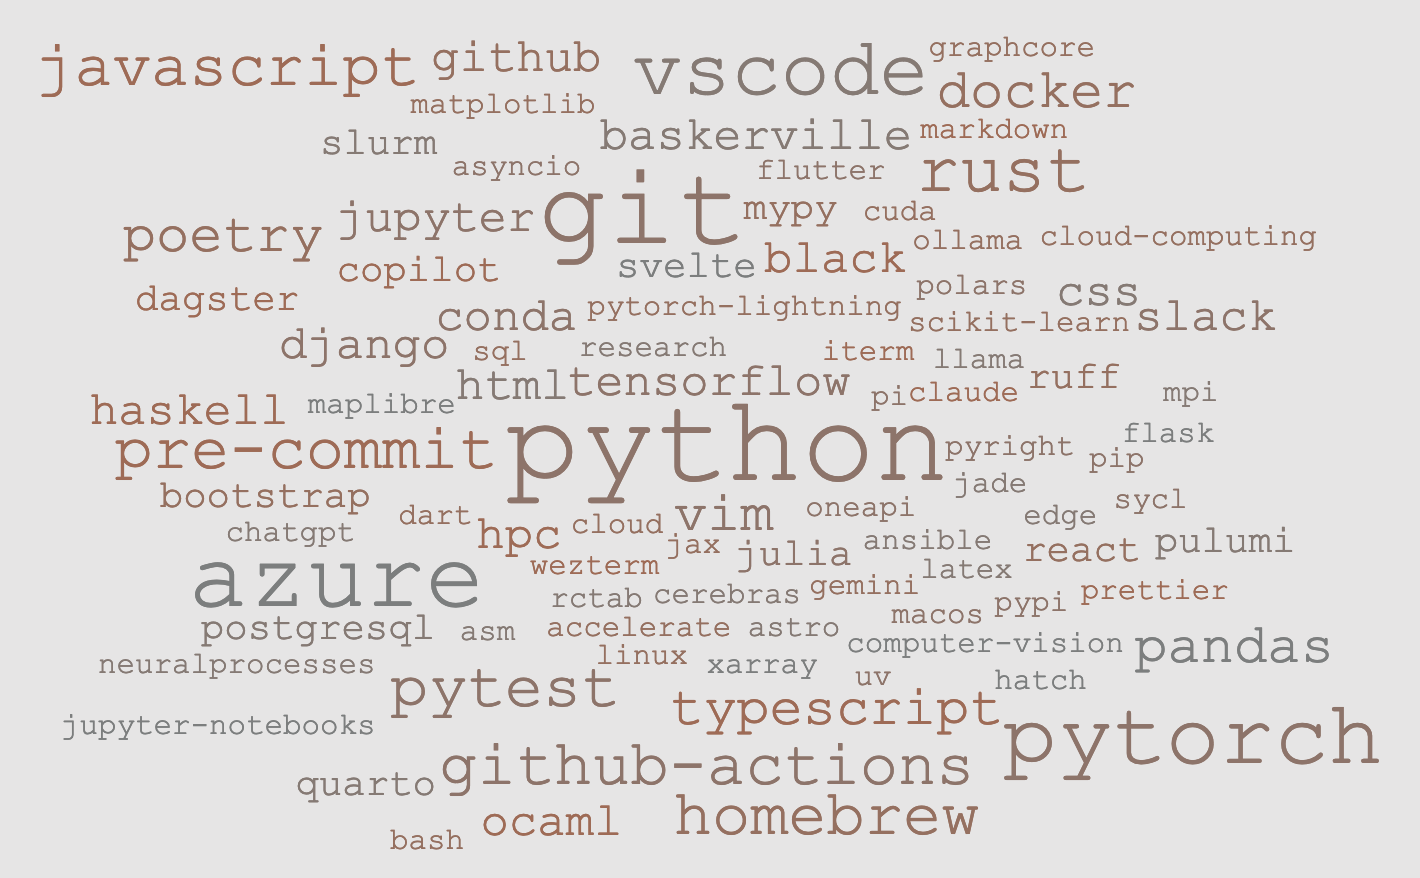 javascript github vscode graphcore
matplotlib docker
slurm baskerville markdown
asyncio flutter rust
poetry jupyter git mypy cuda
copilot svelte black ollama cloud-computing
dagster conda pytorch-lightning polars css
scikit-learn slack
django sql research iterm llama
html tensorflow pi claude ruff mpi
haskell maplibre
pre-commit python pyright flask
pip
bootstrap jade sycl
chatgpt dart hpc cloud vim oneapi edge
jax julia ansible react pulumi
azure wezterm latex
rctab cerebras gemini pypi prettier
macos
postgresql asm accelerate astro computer-vision pandas
neuralprocesses linux xarray uv hatch
pytest typescript
jupyter-notebooks pytorch
quarto github-actions
bash ocaml homebrew